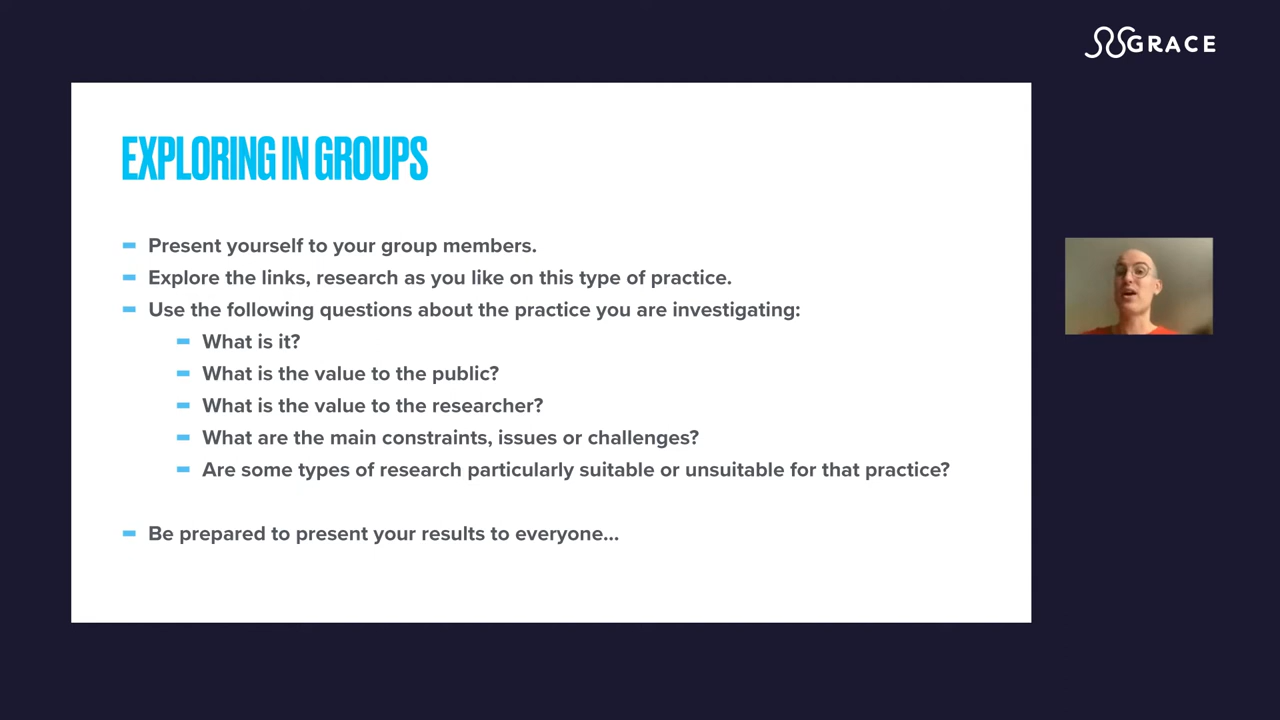 GRACE
EXPLORING IN GROUPS
Present yourself to your group members.
Explore the links, research as you like on this type of practice.
Use the following questions about the practice you are investigating:
What is it?
What is the value to the public?
What is the value to the researcher?
What are the main constraints, issues or challenges?
Are some types of research particularly suitable or unsuitable for that practice?
Be prepared to present your results to everyone...